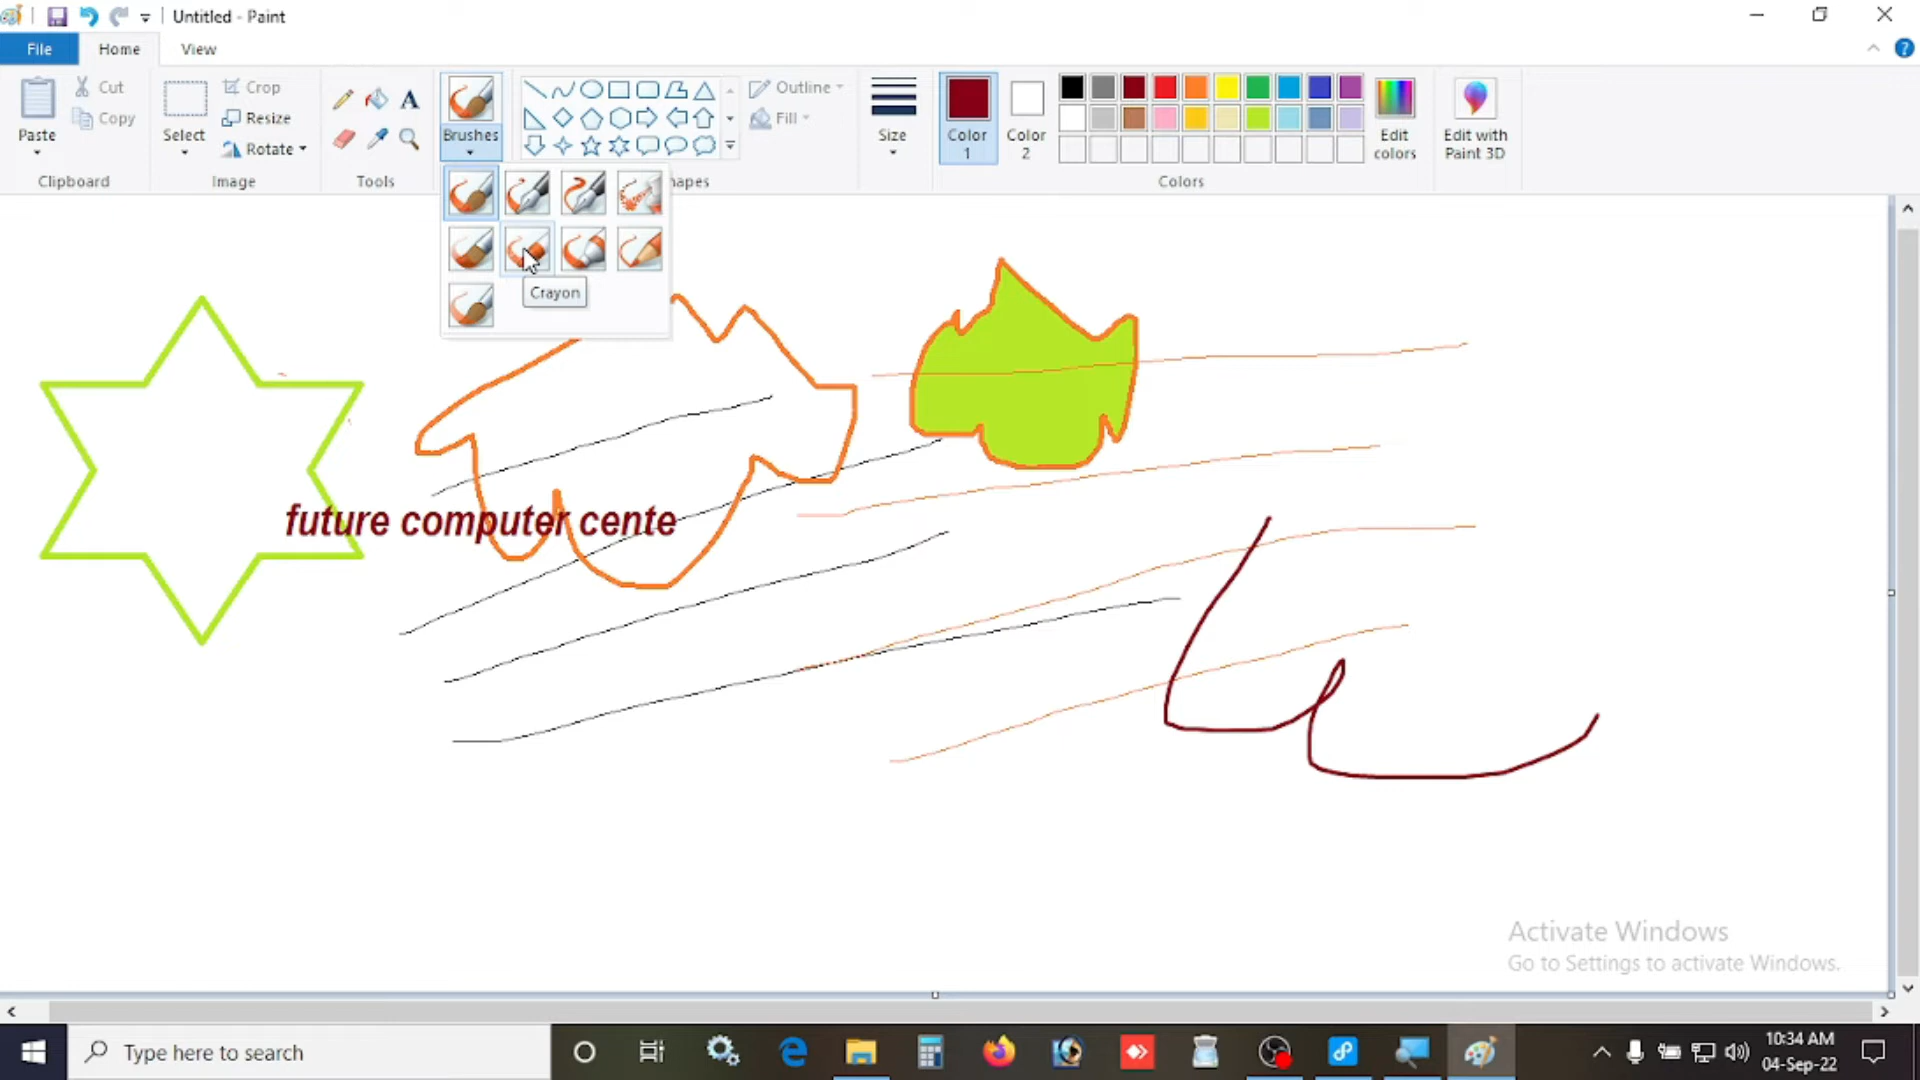 Untitled - Paint
File
Home
View
Paste
Cut
Copy
Clipboard
Select
Crop
Resize
Rotate
Image
A
Tools
Brushes
hapes
Outline
Fill
Size
Color
1
Color
2
Edit
colors
Colors
Edit with
Paint 3D
Crayon
future computer cente
Activate Windows
Go to Settings to activate Windows.
Type here to search
10:34 AM
04-Sep-22